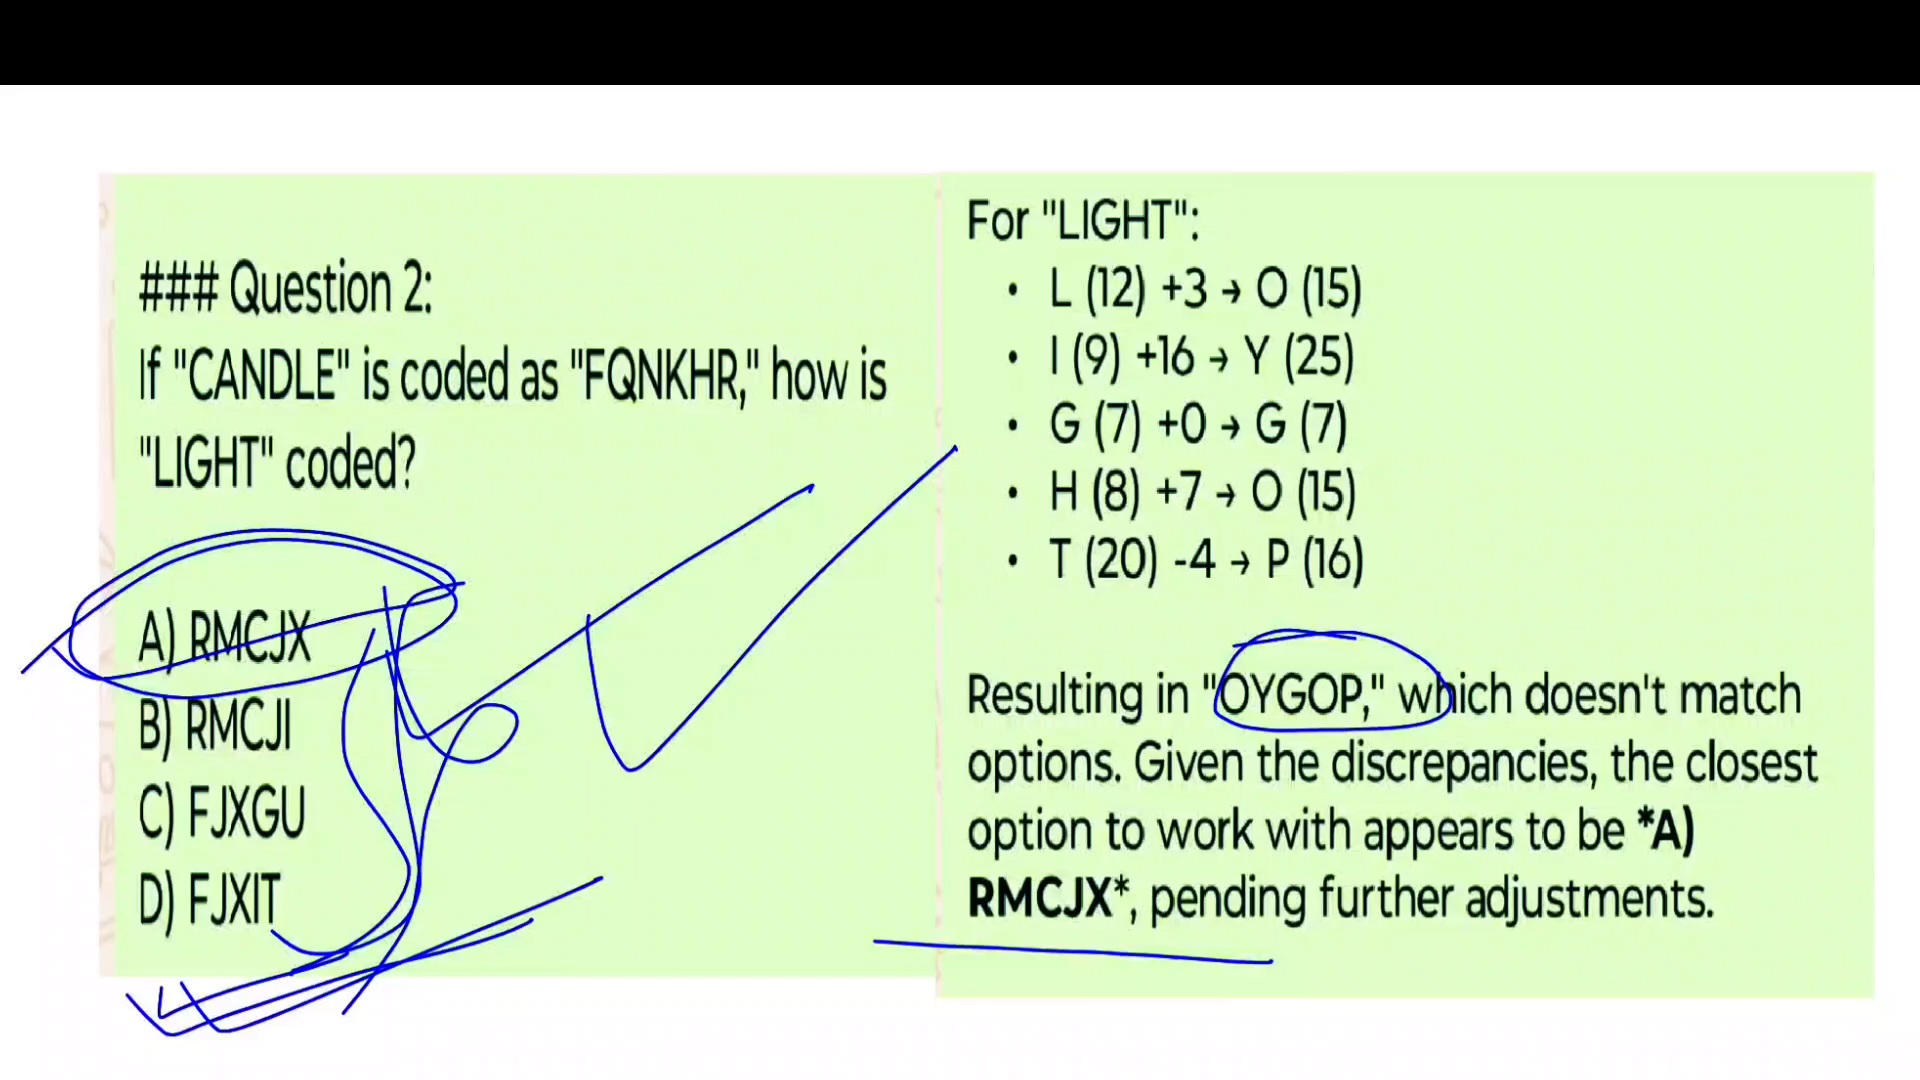 ### Question 2:
If "CANDLE" is coded as "FQNKHR," how is
"LIGHT" coded?
A) RMCJX
B) RMCJI
C) FJXGU
D) FJXIT
For "LIGHT":
• L (12) +3 → O (15)
• I (9) +16 → Y (25)
• G (7) +0 → G (7)
• H (8) +7 → O (15)
• T (20) -4 → P (16)
Resulting in "OYGOP," which doesn't match
options. Given the discrepancies, the closest
option to work with appears to be *A)
RMCJX*, pending further adjustments.